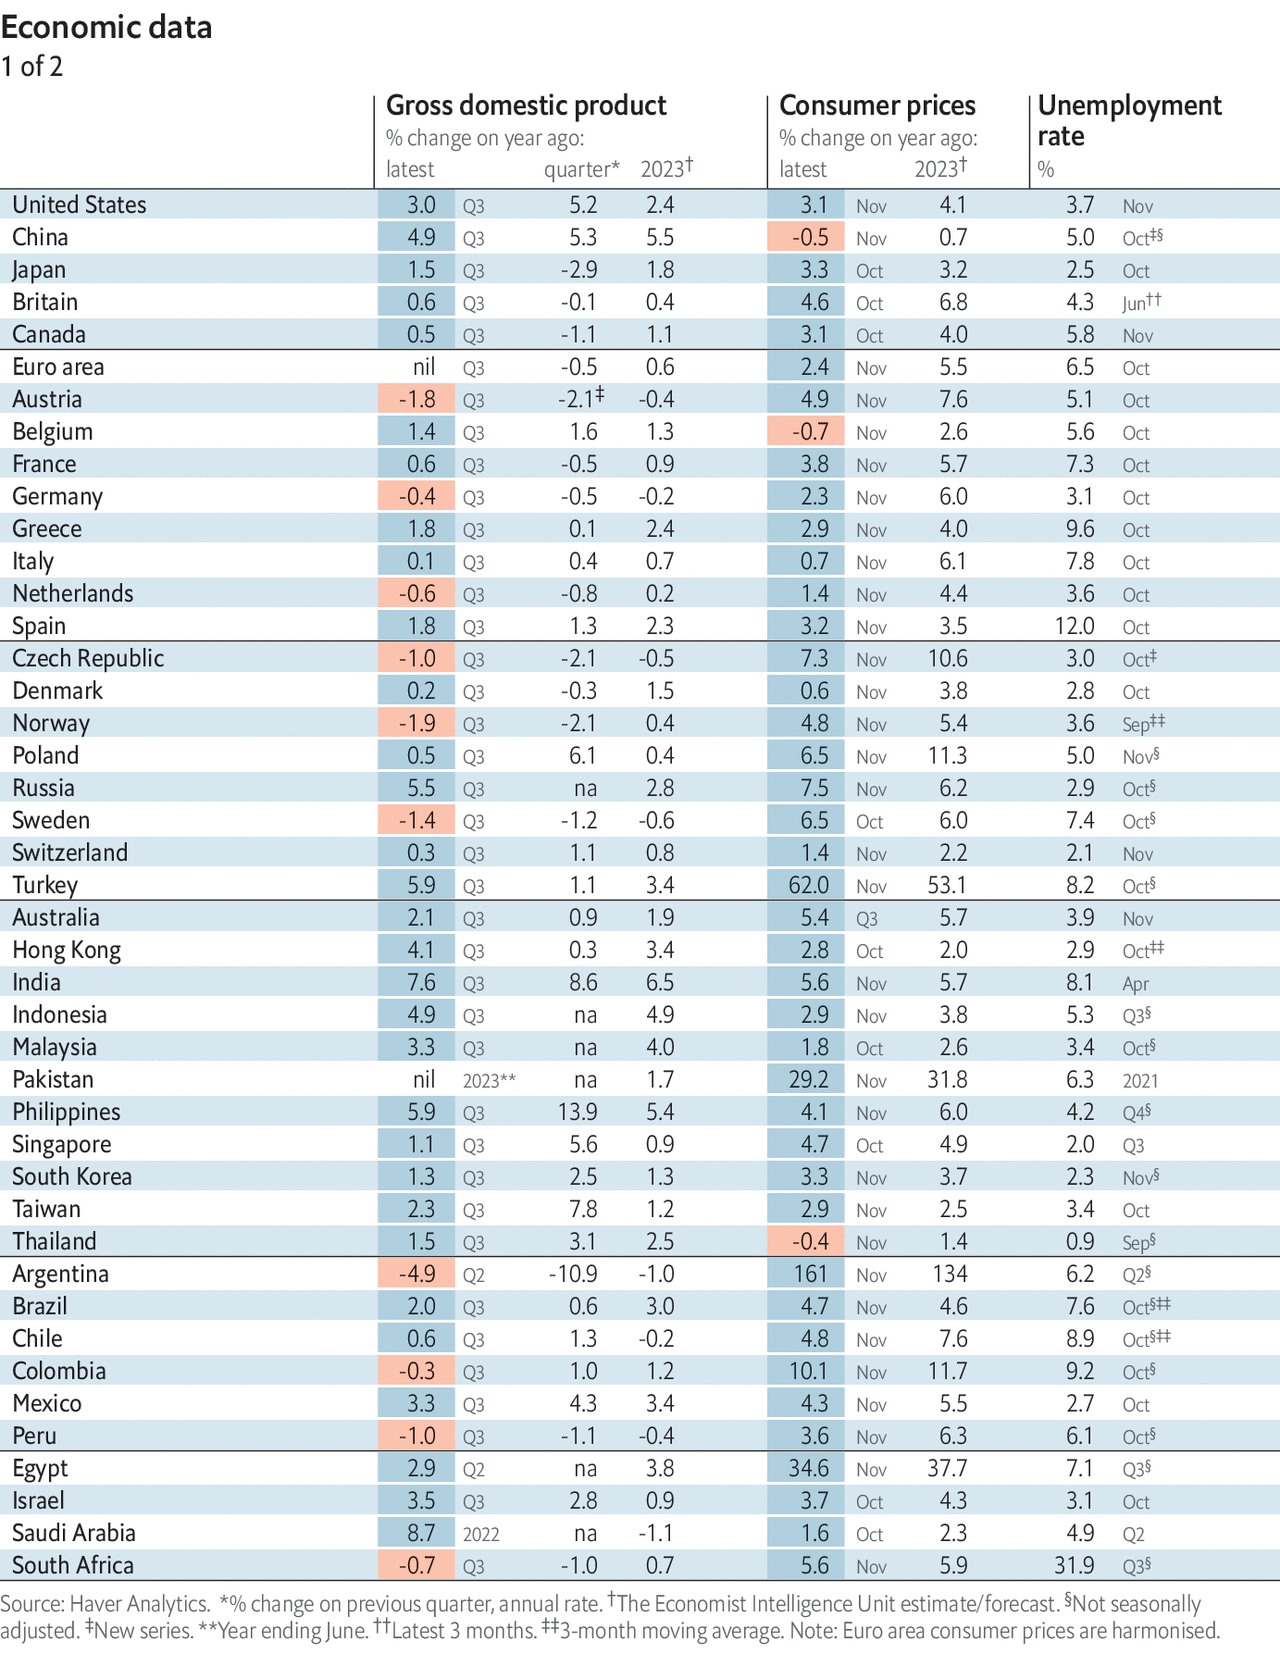 Economic data
1 of 2
Gross domestic product Consumer prices Unemployment
% change on year ago: % change on year ago: rate
latest quarter* 2023† latest 2023† %
United States 3.0 Q3 5.2 2.4 3.1 Nov 4.1 3.7 Nov
China 4.9 Q3 5.3 5.5 -0.5 Nov 0.7 5.0 Oct‡§
Japan 1.5 Q3 -2.9 1.8 3.3 Oct 3.2 2.5 Oct
Britain 0.6 Q3 -0.1 0.4 4.6 Oct 6.8 4.3 Jun††
Canada 0.5 Q3 -1.1 1.1 3.1 Oct 4.0 5.8 Nov
Euro area nil Q3 -0.5 0.6 2.4 Nov 5.5 6.5 Oct
Austria -1.8 Q3 -2.1‡ -0.4 4.9 Nov 7.6 5.1 Oct
Belgium 1.4 Q3 1.6 1.3 -0.7 Nov 2.6 5.6 Oct
France 0.6 Q3 -0.5 0.9 3.8 Nov 5.7 7.3 Oct
Germany -0.4 Q3 -0.5 -0.2 2.3 Nov 6.0 3.1 Oct
Greece 1.8 Q3 0.1 2.4 2.9 Nov 4.0 9.6 Oct
Italy 0.1 Q3 0.4 0.7 0.7 Nov 6.1 7.8 Oct
Netherlands -0.6 Q3 -0.8 0.2 1.4 Nov 4.4 3.6 Oct
Spain 1.8 Q3 1.3 2.3 3.2 Nov 3.5 12.0 Oct
Czech Republic -1.0 Q3 -2.1 -0.5 7.3 Nov 10.6 3.0 Oct‡
Denmark 0.2 Q3 -0.3 1.5 0.6 Nov 3.8 2.8 Oct
Norway -1.9 Q3 -2.1 0.4 4.8 Nov 5.4 3.6 Sep‡‡
Poland 0.5 Q3 6.1 0.4 6.5 Nov 11.3 5.0 Nov§
Russia 5.5 Q3 na 2.8 7.5 Nov 6.2 2.9 Oct§
Sweden -1.4 Q3 -1.2 -0.6 6.5 Oct 6.0 7.4 Oct§
Switzerland 0.3 Q3 1.1 0.8 1.4 Nov 2.2 2.1 Nov
Turkey 5.9 Q3 1.1 3.4 62.0 Nov 53.1 8.2 Oct§
Australia 2.1 Q3 0.9 1.9 5.4 Q3 5.7 3.9 Nov
Hong Kong 4.1 Q3 0.3 3.4 2.8 Oct 2.0 2.9 Oct‡‡
India 7.6 Q3 8.6 6.5 5.6 Nov 5.7 8.1 Apr
Indonesia 4.9 Q3 na 4.9 2.9 Nov 3.8 5.3 Q3§
Malaysia 3.3 Q3 na 4.0 1.8 Oct 2.6 3.4 Oct§
Pakistan nil 2023** na 1.7 29.2 Nov 31.8 6.3 2021
Philippines 5.9 Q3 13.9 5.4 4.1 Nov 6.0 4.2 Q4§
Singapore 1.1 Q3 5.6 0.9 4.7 Oct 4.9 2.0 Q3
South Korea 1.3 Q3 2.5 1.3 3.3 Nov 3.7 2.3 Nov§
Taiwan 2.3 Q3 7.8 1.2 2.9 Nov 2.5 3.4 Oct
Thailand 1.5 Q3 3.1 2.5 -0.4 Nov 1.4 0.9 Sep§
Argentina -4.9 Q2 -10.9 -1.0 161 Nov 134 6.2 Q2§
Brazil 2.0 Q3 0.6 3.0 4.7 Nov 4.6 7.6 Oct§‡‡
Chile 0.6 Q3 1.3 -0.2 4.8 Nov 7.6 8.9 Oct§‡‡
Colombia -0.3 Q3 1.0 1.2 10.1 Nov 11.7 9.2 Oct§
Mexico 3.3 Q3 4.3 3.4 4.3 Nov 5.5 2.7 Oct
Peru -1.0 Q3 -1.1 -0.4 3.6 Nov 6.3 6.1 Oct§
Egypt 2.9 Q2 na 3.8 34.6 Nov 37.7 7.1 Q3§
Israel 3.5 Q3 2.8 0.9 3.7 Oct 4.3 3.1 Oct
Saudi Arabia 8.7 2022 na -1.1 1.6 Oct 2.3 4.9 Q2
South Africa -0.7 Q3 -1.0 0.7 5.6 Nov 5.9 31.9 Q3§
Source: Haver Analytics. *% change on previous quarter, annual rate. †The Economist Intelligence Unit estimate/forecast. §Not seasonally
adjusted. ‡New series. **Year ending June. ††Latest 3 months. ‡‡3-month moving average. Note: Euro area consumer prices are harmonised.